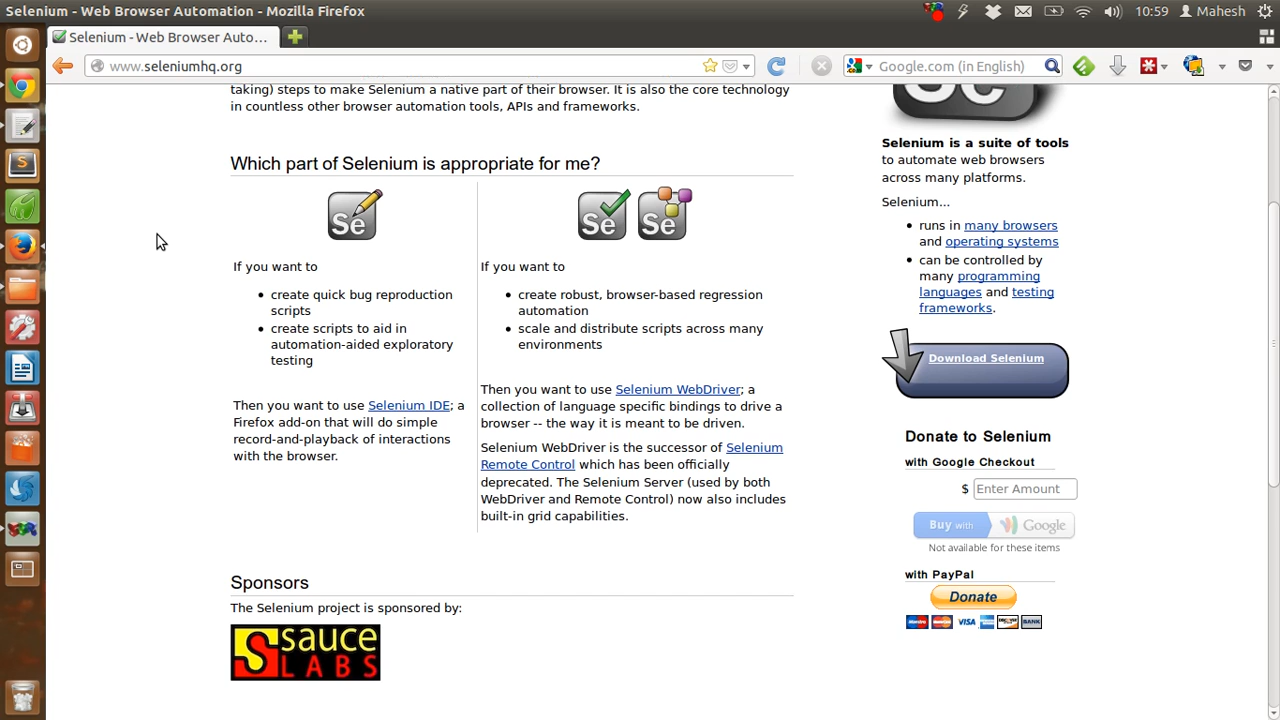 Selenium - Web Browser Automation - Mozilla Firefox
10:59
Mahesh
Selenium - Web Browser Auto...
www.seleniumhq.org
Google.com (in English)
taking) steps to make Selenium a native part of their browser. It is also the core technology
in countless other browser automation tools, APIs and frameworks.
Which part of Selenium is appropriate for me?
Se
Se
Se
If you want to
create quick bug reproduction
scripts
create scripts to aid in
automation-aided exploratory
testing
Then you want to use Selenium IDE; a
Firefox add-on that will do simple
record-and-playback of interactions
with the browser.
If you want to
create robust, browser-based regression
automation
scale and distribute scripts across many
environments
Then you want to use Selenium WebDriver; a
collection of language specific bindings to drive a
browser -- the way it is meant to be driven.
Selenium WebDriver is the successor of Selenium
Remote Control which has been officially
deprecated. The Selenium Server (used by both
WebDriver and Remote Control) now also includes
built-in grid capabilities.
Sponsors
The Selenium project is sponsored by:
sauce
LABS
Selenium is a suite of tools
to automate web browsers
across many platforms.
Selenium...
runs in many browsers
and operating systems
can be controlled by
many programming
languages and testing
frameworks.
Download Selenium
Donate to Selenium
with Google Checkout
$ Enter Amount
Buy with Google
Not available for these items
with PayPal
Donate
VISA
BANK